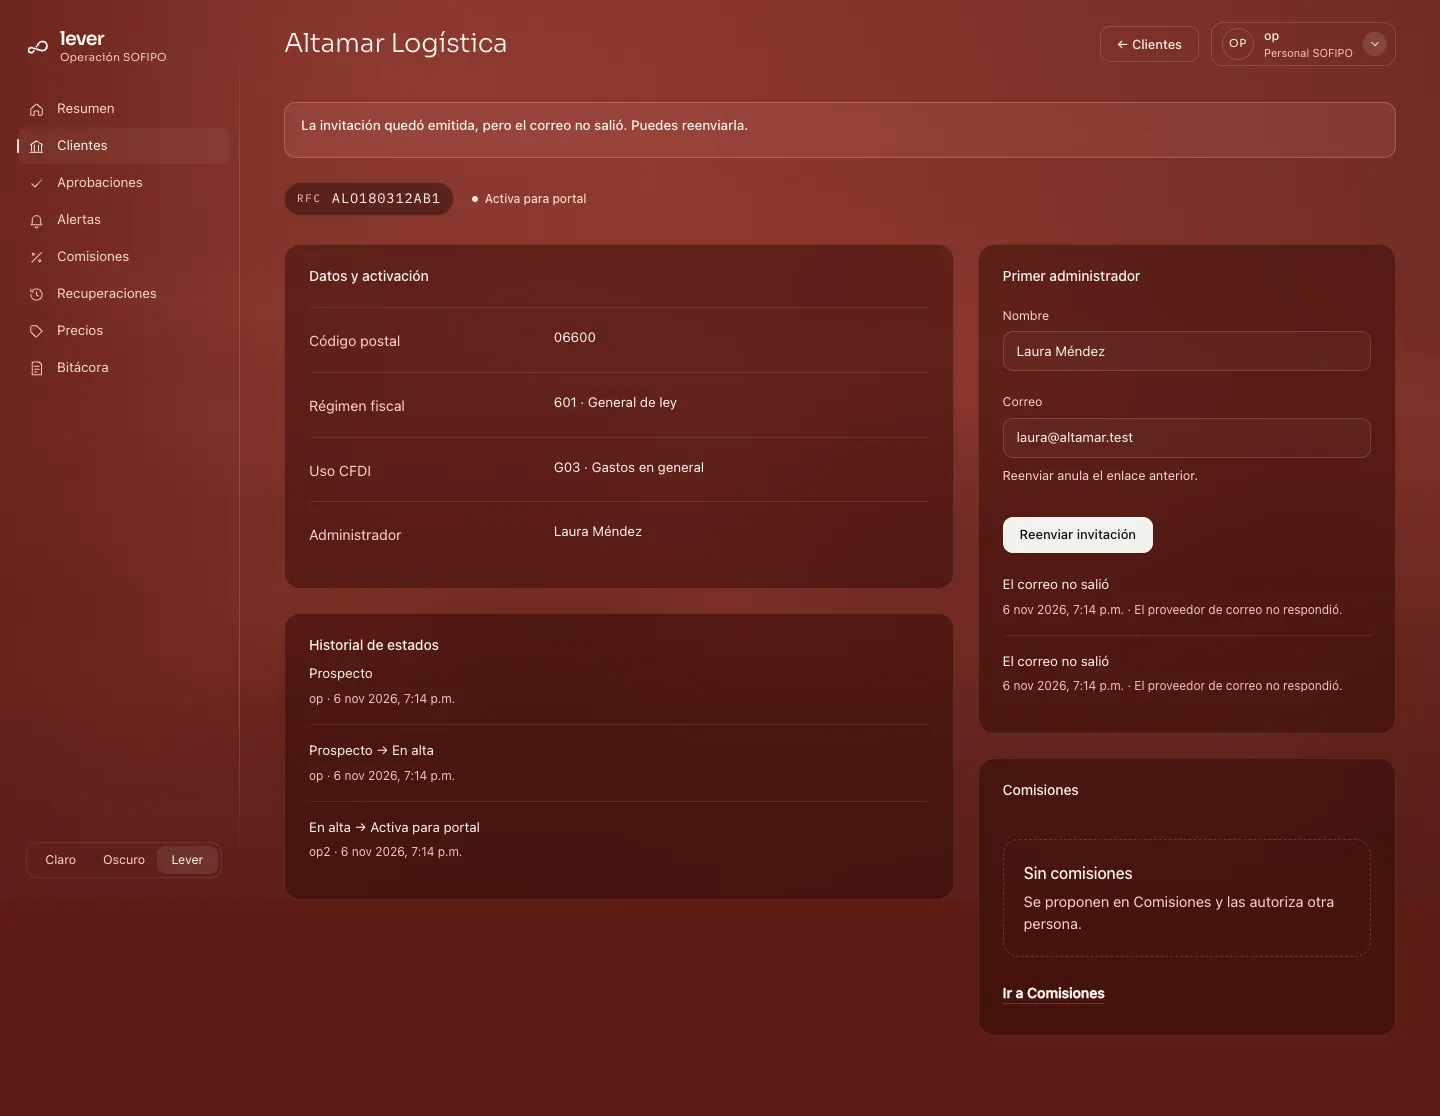 lever
Operación SOFIPO
Resumen
Clientes
Aprobaciones
Alertas
Comisiones
Recuperaciones
Precios
Bitácora
Claro
Oscuro
Lever
Altamar Logística
← Clientes
OP
op
Personal SOFIPO
La invitación quedó emitida, pero el correo no salió. Puedes reenviarla.
RFC ALO180312AB1
Activa para portal
Datos y activación
Código postal
06600
Régimen fiscal
601 · General de ley
Uso CFDI
G03 · Gastos en general
Administrador
Laura Méndez
Historial de estados
Prospecto
op · 6 nov 2026, 7:14 p.m.
Prospecto → En alta
op · 6 nov 2026, 7:14 p.m.
En alta → Activa para portal
op2 · 6 nov 2026, 7:14 p.m.
Primer administrador
Nombre
Laura Méndez
Correo
laura@altamar.test
Reenviar anula el enlace anterior.
Reenviar invitación
El correo no salió
6 nov 2026, 7:14 p.m. · El proveedor de correo no respondió.
El correo no salió
6 nov 2026, 7:14 p.m. · El proveedor de correo no respondió.
Comisiones
Sin comisiones
Se proponen en Comisiones y las autoriza otra
persona.
Ir a Comisiones